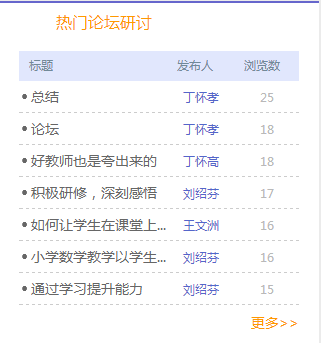 热门论坛研讨
标题 发布人 浏览数
• 总结 丁怀孝 25
• 论坛 丁怀孝 18
• 好教师也是夸出来的 丁怀高 18
• 积极研修，深刻感悟 刘绍芬 17
• 如何让学生在课堂上... 王文洲 16
• 小学数学教学以学生... 刘绍芬 16
• 通过学习提升能力 刘绍芬 15
更多>>